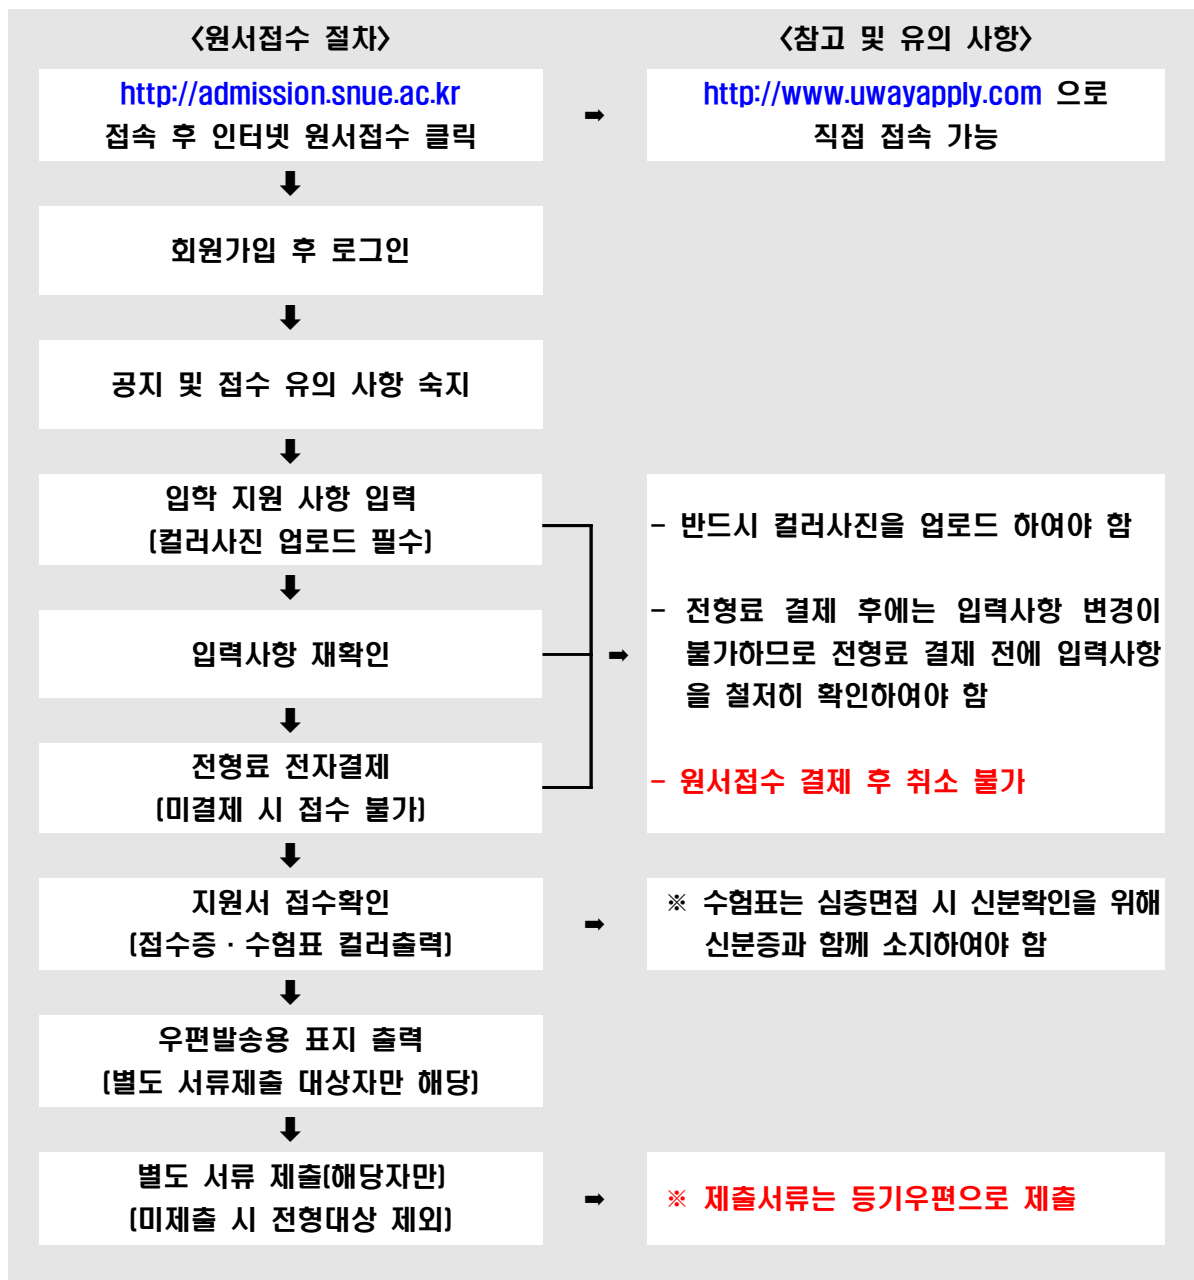 <원서접수 절차>
<참고 및 유의 사항>
http://admission.snue.ac.kr
접속 후 인터넷 원서접수 클릭
➡
http://www.uwayapply.com 으로
직접 접속 가능
⬇
회원가입 후 로그인
⬇
공지 및 접수 유의 사항 숙지
⬇
입학 지원 사항 입력
(컬러사진 업로드 필수)
⬇
입력사항 재확인
⬇
전형료 전자결제
(미결제 시 접수 불가)
➡
- 반드시 컬러사진을 업로드 하여야 함
- 전형료 결제 후에는 입력사항 변경이
불가하므로 전형료 결제 전에 입력사항
을 철저히 확인하여야 함
- 원서접수 결제 후 취소 불가
⬇
지원서 접수확인
(접수증·수험표 컬러출력)
➡
※ 수험표는 심층면접 시 신분확인을 위해
신분증과 함께 소지하여야 함
⬇
우편발송용 표지 출력
(별도 서류제출 대상자만 해당)
⬇
별도 서류 제출(해당자만)
(미제출 시 전형대상 제외)
➡
※ 제출서류는 등기우편으로 제출